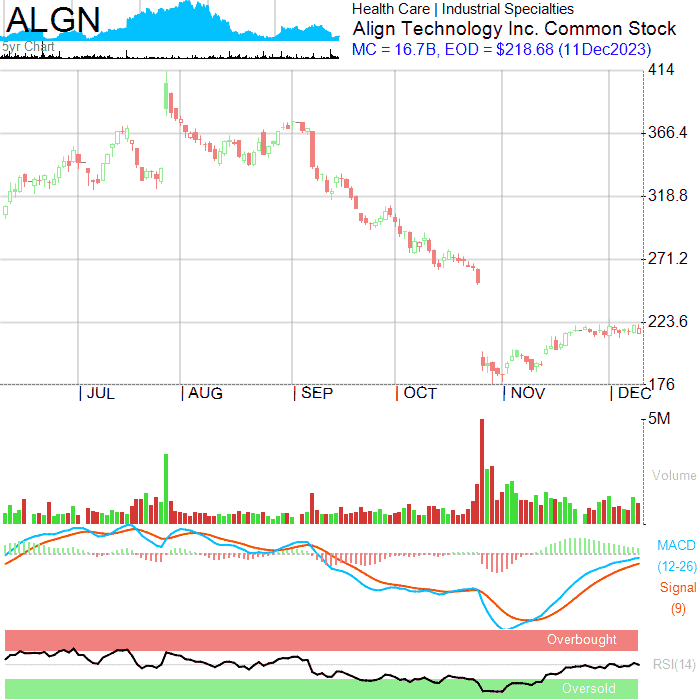 ALGN
5yr Chart
Health Care | Industrial Specialties
Align Technology Inc. Common Stock
MC = 16.7B, EOD = $218.68 (11Dec2023)
414
366.4
318.8
271.2
223.6
176
JUL AUG SEP OCT NOV DEC
5M
Volume
MACD
(12-26)
Signal
(9)
Overbought
RSI(14)
Oversold